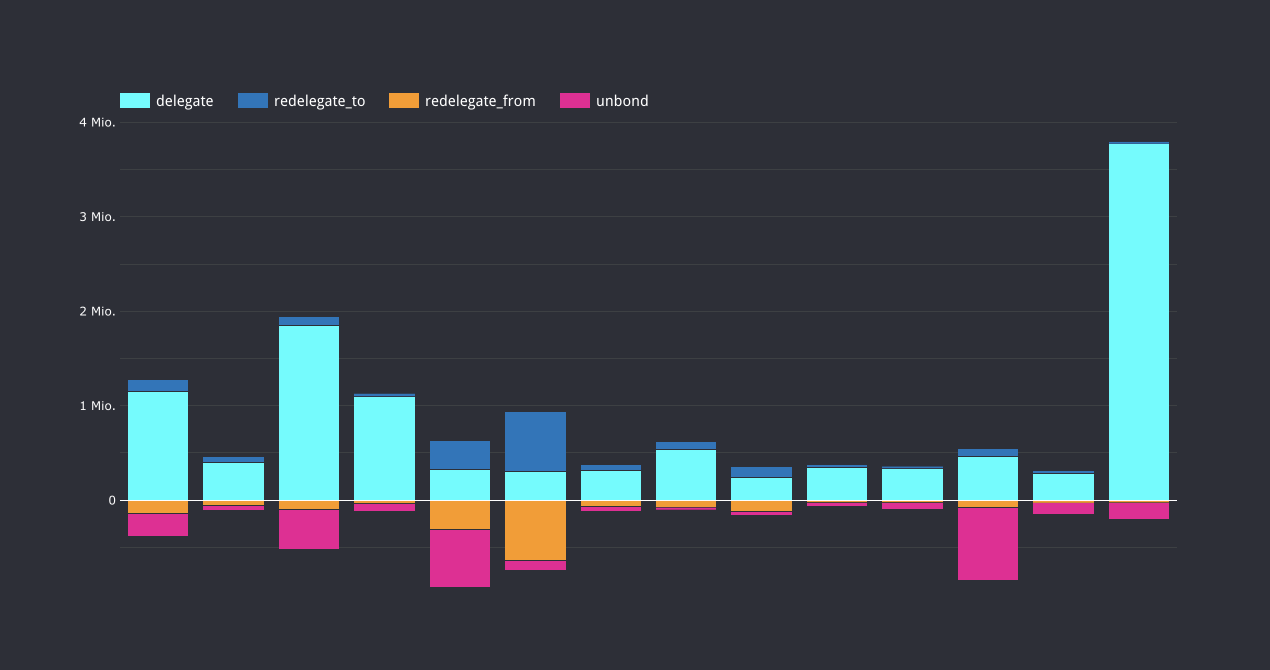 delegate redelegate_to redelegate_from unbond
4 Mio.
3 Mio.
2 Mio.
1 Mio.
0